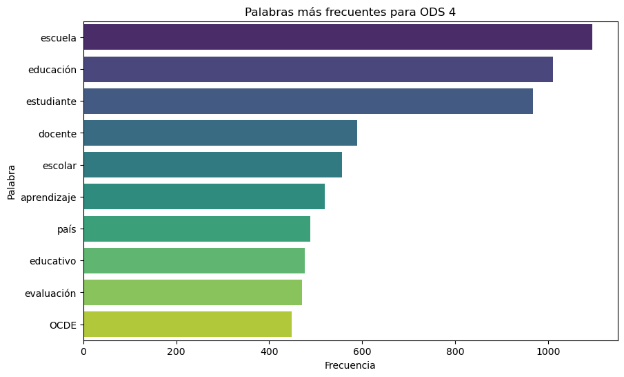 Palabras más frecuentes para ODS 4
Palabra
escuela
educación
estudiante
docente
escolar
aprendizaje
país
educativo
evaluación
OCDE
0 200 400 600 800 1000
Frecuencia